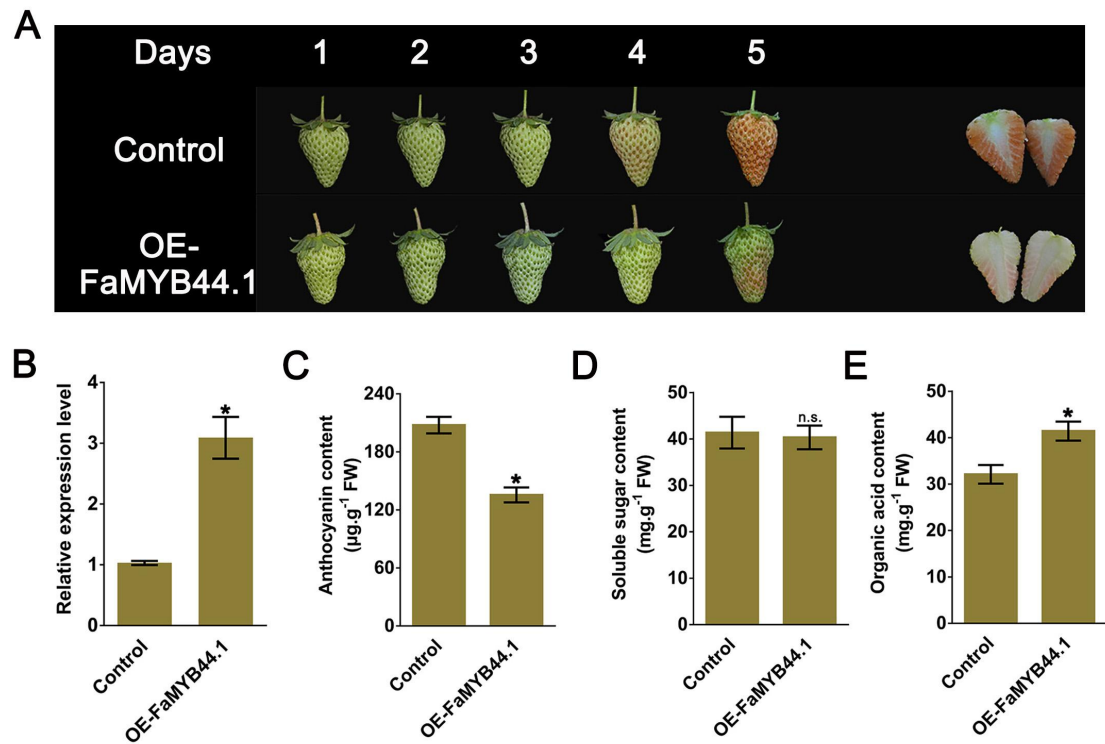 A
Days 1 2 3 4 5
Control
OE-
FaMYB44.1
B
Relative expression level
4
3
2
1
0
*
Control
OE-FaMYB44.1
C
Anthocyanin content
(µg.g⁻¹ FW)
240
180
120
60
0
*
Control
OE-FaMYB44.1
D
Soluble sugar content
(mg.g⁻¹ FW)
50
40
30
20
10
0
n.s.
Control
OE-FaMYB44.1
E
Organic acid content
(mg.g⁻¹ FW)
50
40
30
20
10
0
*
Control
OE-FaMYB44.1